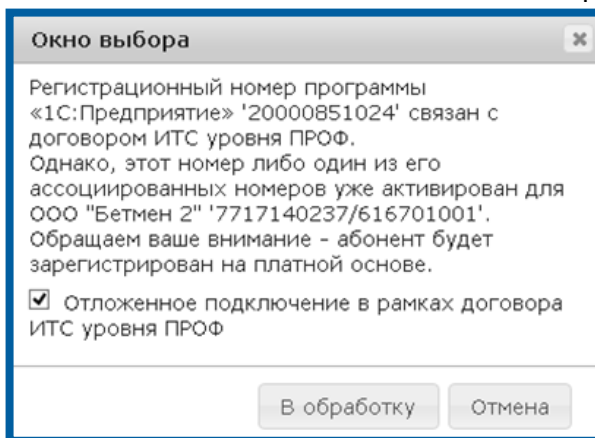 Окно выбора
Регистрационный номер программы
«1С:Предприятие» '20000851024' связан с
договором ИТС уровня ПРОФ.
Однако, этот номер либо один из его
ассоциированных номеров уже активирован для
ООО "Бетмен 2" '7717140237/616701001'.
Обращаем ваше внимание - абонент будет
зарегистрирован на платной основе.
Отложенное подключение в рамках договора
ИТС уровня ПРОФ
В обработку Отмена